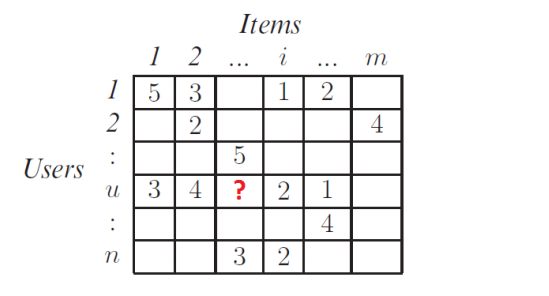 Items
1 2 ... i ... m
1 5 3 1 2
2 2 4
: 5
Users u 3 4 ? 2 1
: 4
n 3 2